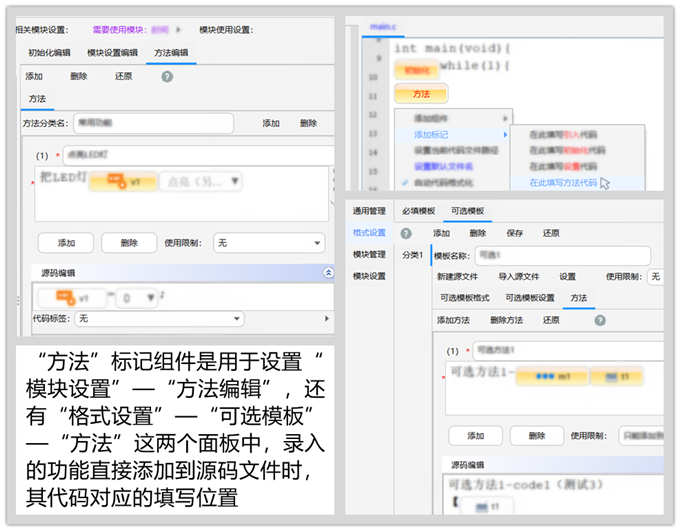 相关模块设置：
需要使用模块：
模块使用设置：
初始化编辑
模块设置编辑
方法编辑
添加
删除
还原
?
方法
方法分类名：
常用功能
添加
删除
(1)
*
点亮LED灯
*
把LED灯
v1
点亮（另...
添加
删除
使用限制：
无
源码编辑
v1
=
0
;
代码标签：
无
“方法”标记组件是用于设置“
模块设置”—“方法编辑”，还
有“格式设置”—“可选模板”
—“方法”这两个面板中，录入
的功能直接添加到源码文件时，
其代码对应的填写位置
main.c
9
int main(void){
初始化
while(1){
10
11
方法
12
13
14
15
16
添加组件
添加标记
设置当前代码文件路径
设置默认文件名
自动代码格式化
在此填写引入代码
在此填写初始化代码
在此填写设置代码
在此填写方法代码
通用管理
必填模板
可选模板
格式设置
?
添加
删除
保存
还原
模块管理
分类1
模板名称：
可选1
模块设置
新建源文件
导入源文件
设置
使用限制：
无
可选模板格式
可选模板设置
方法
添加方法
删除方法
还原
?
(1)
*
可选方法1
*
可选方法1-
m1
t1
添加
删除
使用限制：
只能添加到
源码编辑
可选方法1-code1（测试3）
【
t1